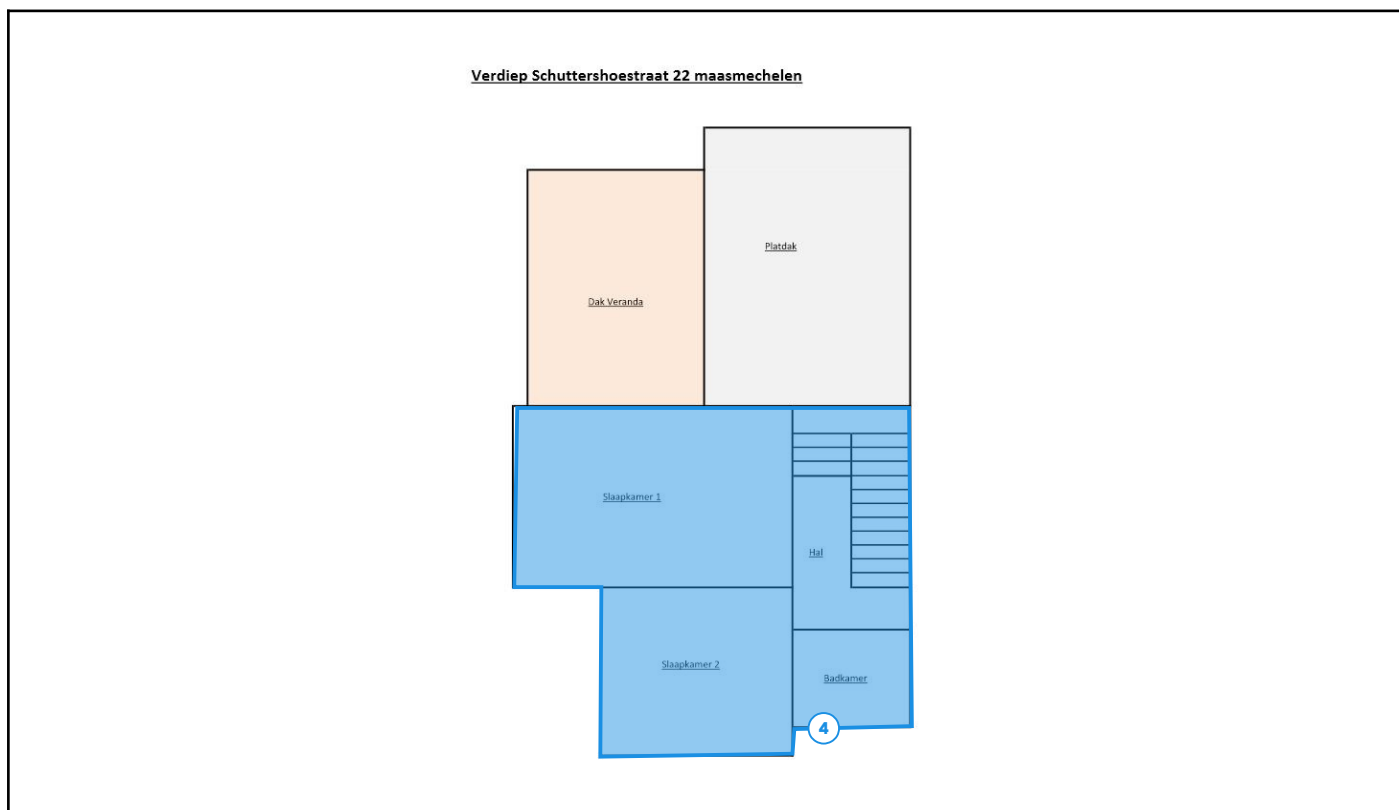 Verdiep Schuttershoestraat 22 maasmechelen
Platdak
Dak Veranda
Slaapkamer 1
Hal
Slaapkamer 2
Badkamer
4